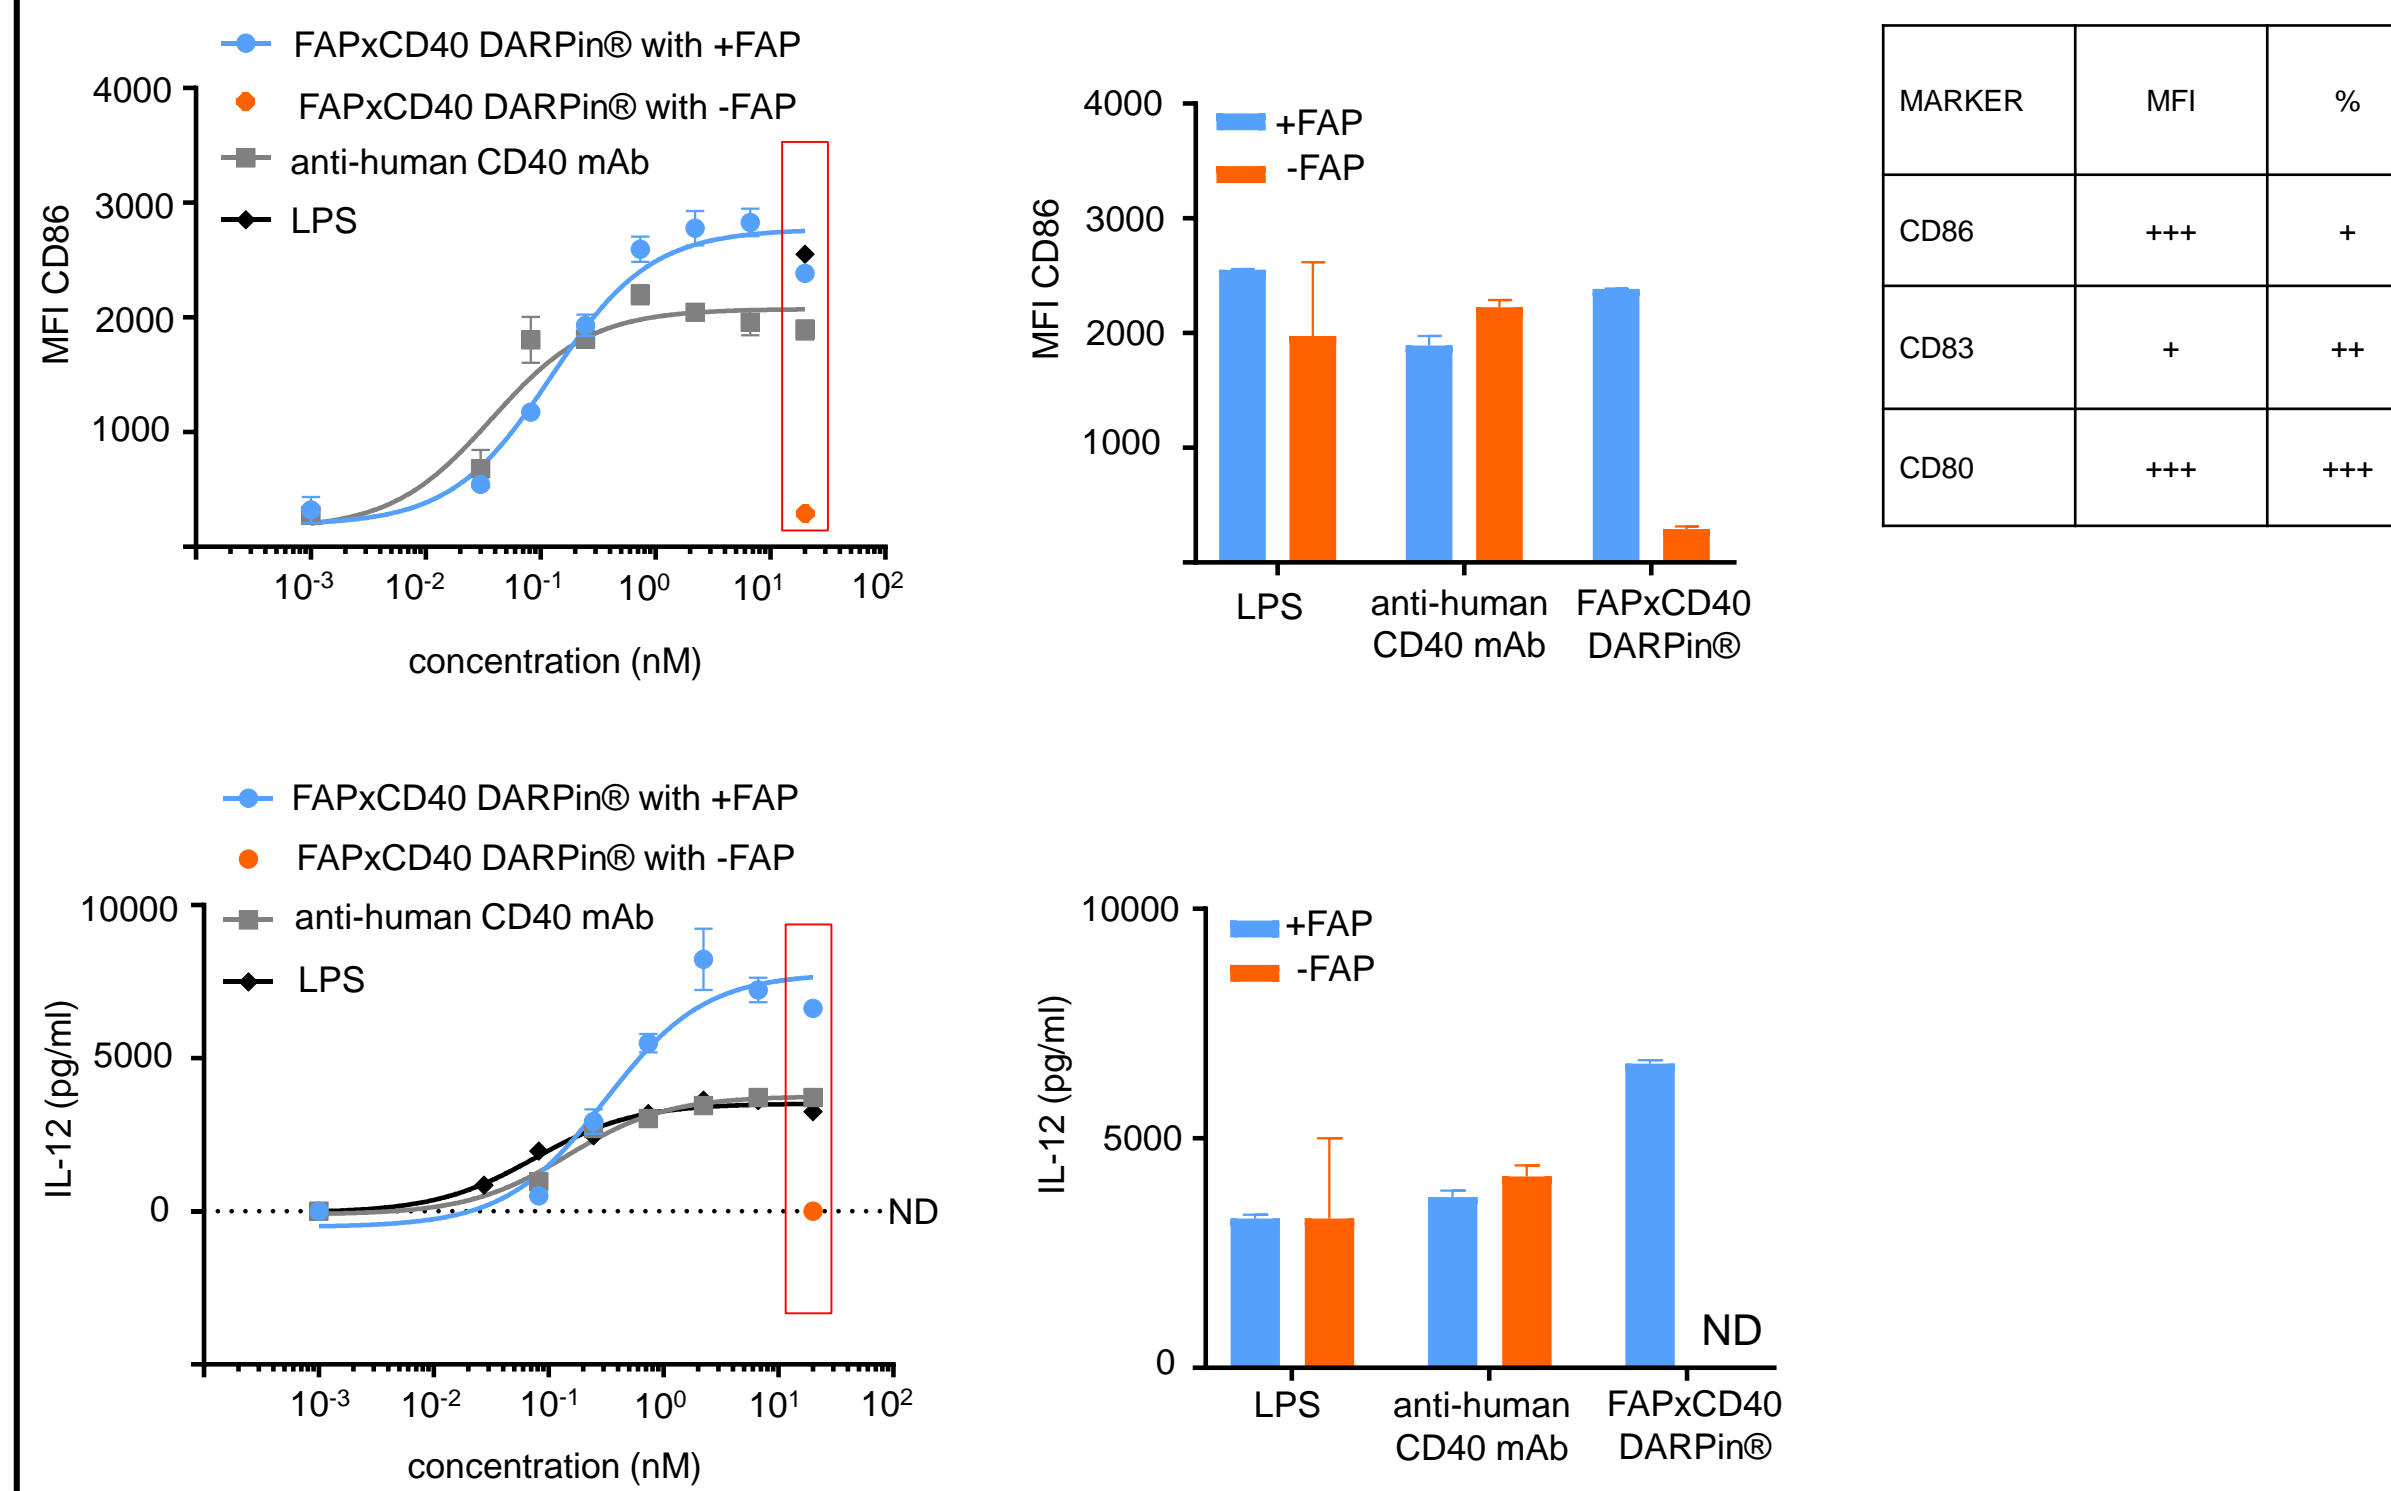 FAPxCD40 DARPin® with +FAP
FAPxCD40 DARPin® with -FAP
anti-human CD40 mAb
LPS
MFI CD86
4000
3000
2000
1000
10-3
10-2
10-1
100
101
102
concentration (nM)
+FAP
-FAP
MFI CD86
4000
3000
2000
1000
LPS
anti-human
CD40 mAb
FAPxCD40
DARPin®
MARKER MFI %
CD86 +++ +
CD83 + ++
CD80 +++ +++
FAPxCD40 DARPin® with +FAP
FAPxCD40 DARPin® with -FAP
anti-human CD40 mAb
LPS
IL-12 (pg/ml)
10000
5000
0
ND
10-3
10-2
10-1
100
101
102
concentration (nM)
+FAP
-FAP
IL-12 (pg/ml)
10000
5000
0
ND
LPS
anti-human
CD40 mAb
FAPxCD40
DARPin®